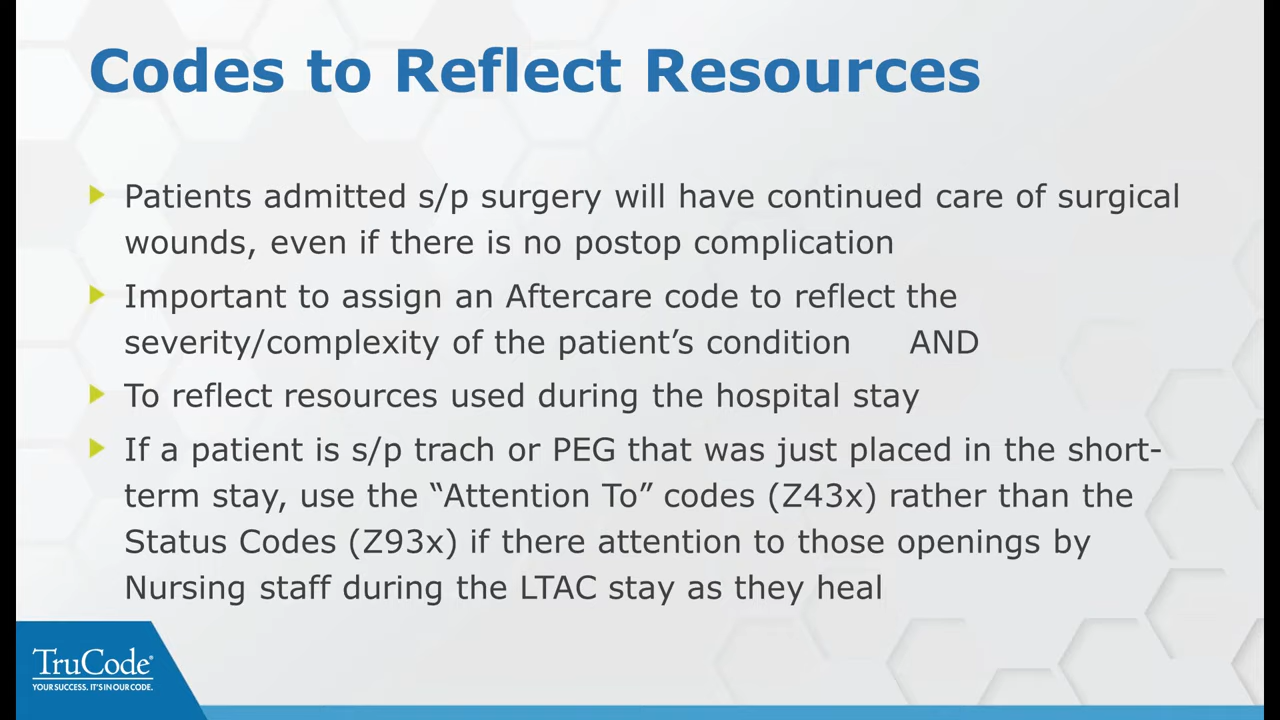 Codes to Reflect Resources
Patients admitted s/p surgery will have continued care of surgical
wounds, even if there is no postop complication
Important to assign an Aftercare code to reflect the
severity/complexity of the patient’s condition AND
To reflect resources used during the hospital stay
If a patient is s/p trach or PEG that was just placed in the short-
term stay, use the “Attention To” codes (Z43x) rather than the
Status Codes (Z93x) if there attention to those openings by
Nursing staff during the LTAC stay as they heal
TruCode®
YOUR SUCCESS. IT'S IN OUR CODE.